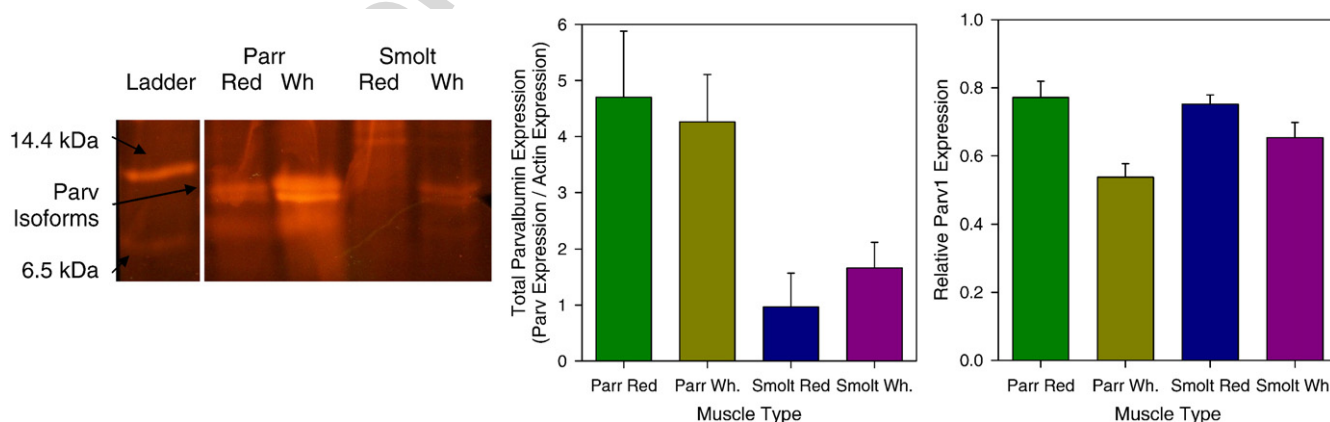 Parr Smolt
Ladder Red Wh Red Wh
14.4 kDa
Parv
Isoforms
6.5 kDa
Total Parvalbumin Expression
(Parv Expression / Actin Expression)
6
5
4
3
2
1
0
Parr Red Parr Wh. Smolt Red Smolt Wh.
Muscle Type
Relative Parv1 Expression
1.0
0.8
0.6
0.4
0.2
0.0
Parr Red Parr Wh. Smolt Red Smolt Wh.
Muscle Type